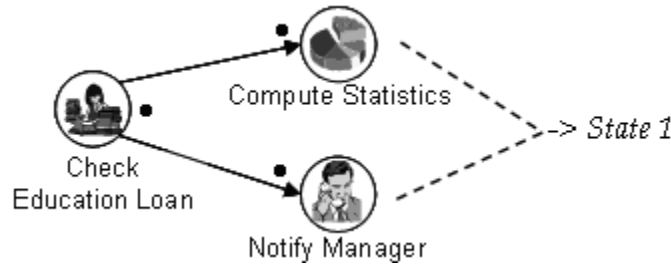 Compute Statistics
-> State 1
Check
Education Loan
Notify Manager